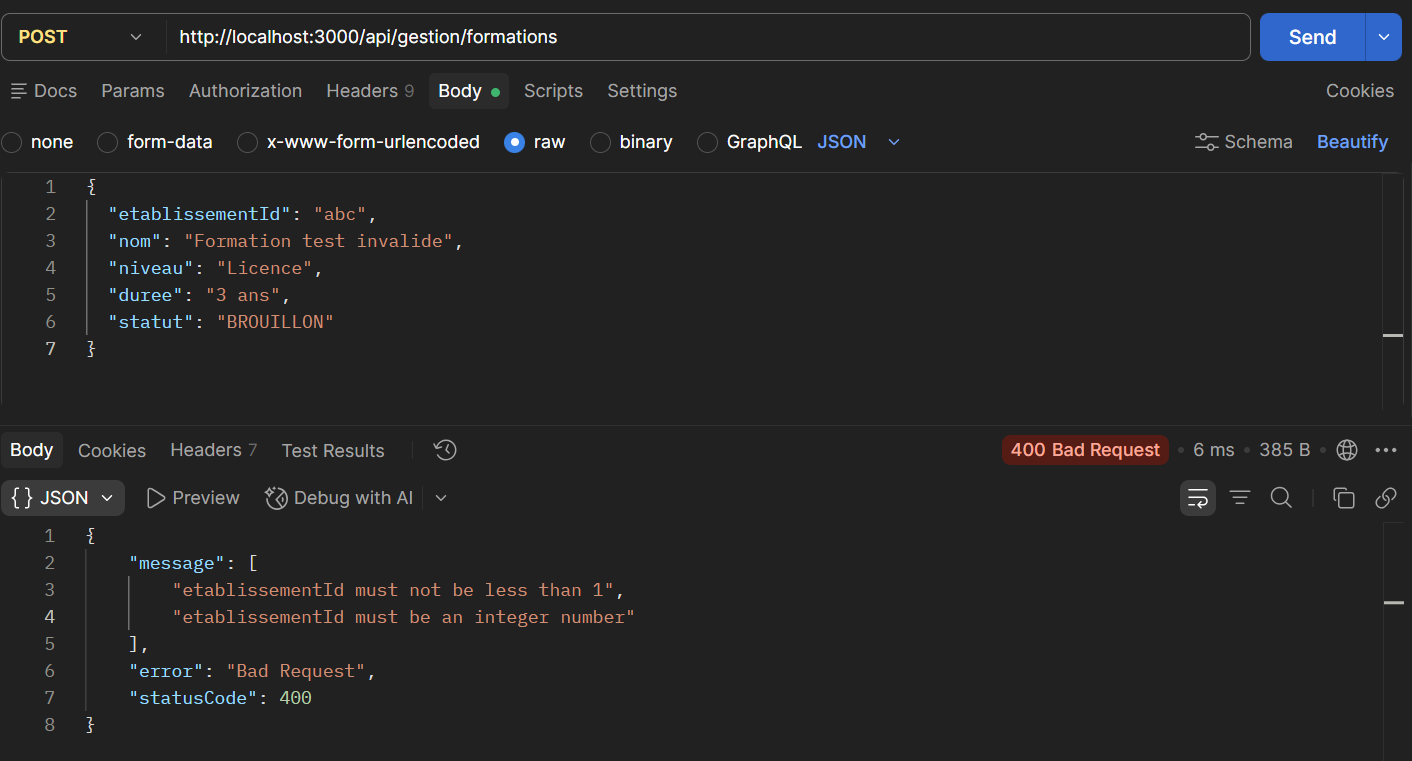 POST http://localhost:3000/api/gestion/formations Send
Docs Params Authorization Headers 9 Body Scripts Settings Cookies
none form-data x-www-form-urlencoded raw binary GraphQL JSON Schema Beautify
1 {
2 "etablissementId": "abc",
3 "nom": "Formation test invalide",
4 "niveau": "Licence",
5 "duree": "3 ans",
6 "statut": "BROUILLON"
7 }
Body Cookies Headers 7 Test Results 400 Bad Request • 6 ms • 385 B •
{} JSON Preview Debug with AI
1 {
2 "message": [
3 "etablissementId must not be less than 1",
4 "etablissementId must be an integer number"
5 ],
6 "error": "Bad Request",
7 "statusCode": 400
8 }